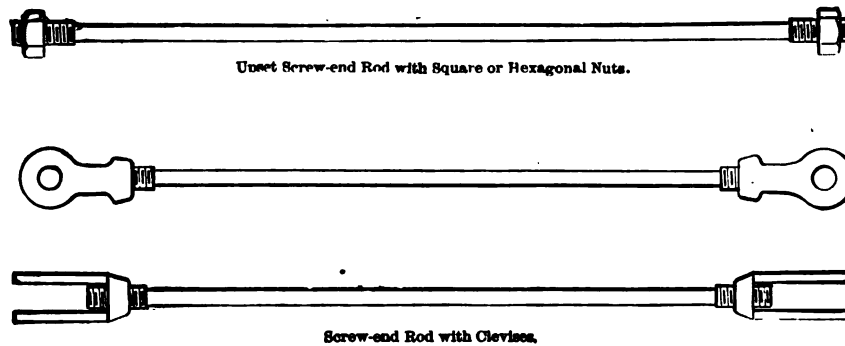 Upset Screw-end Rod with Square or Hexagonal Nuts.
Screw-end Rod with Clevises.